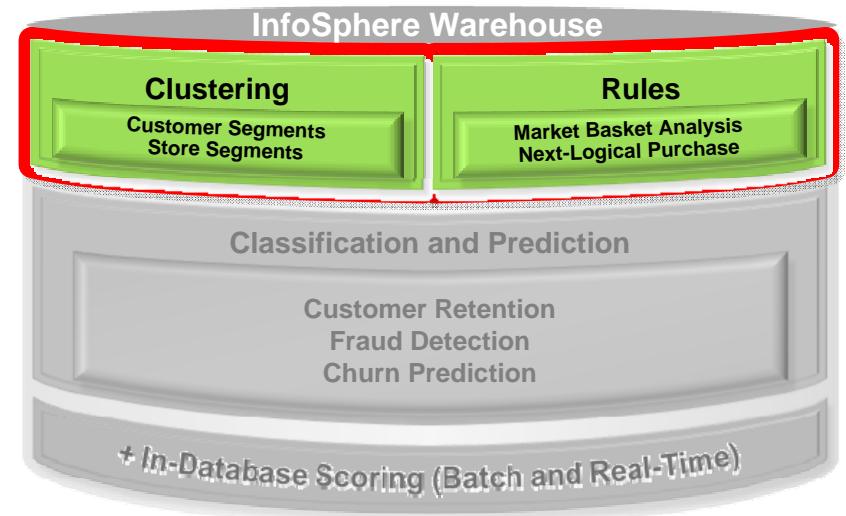 InfoSphere Warehouse
Clustering
Customer Segments
Store Segments
Rules
Market Basket Analysis
Next-Logical Purchase
Classification and Prediction
Customer Retention
Fraud Detection
Churn Prediction
+ In-Database Scoring (Batch and Real-Time)